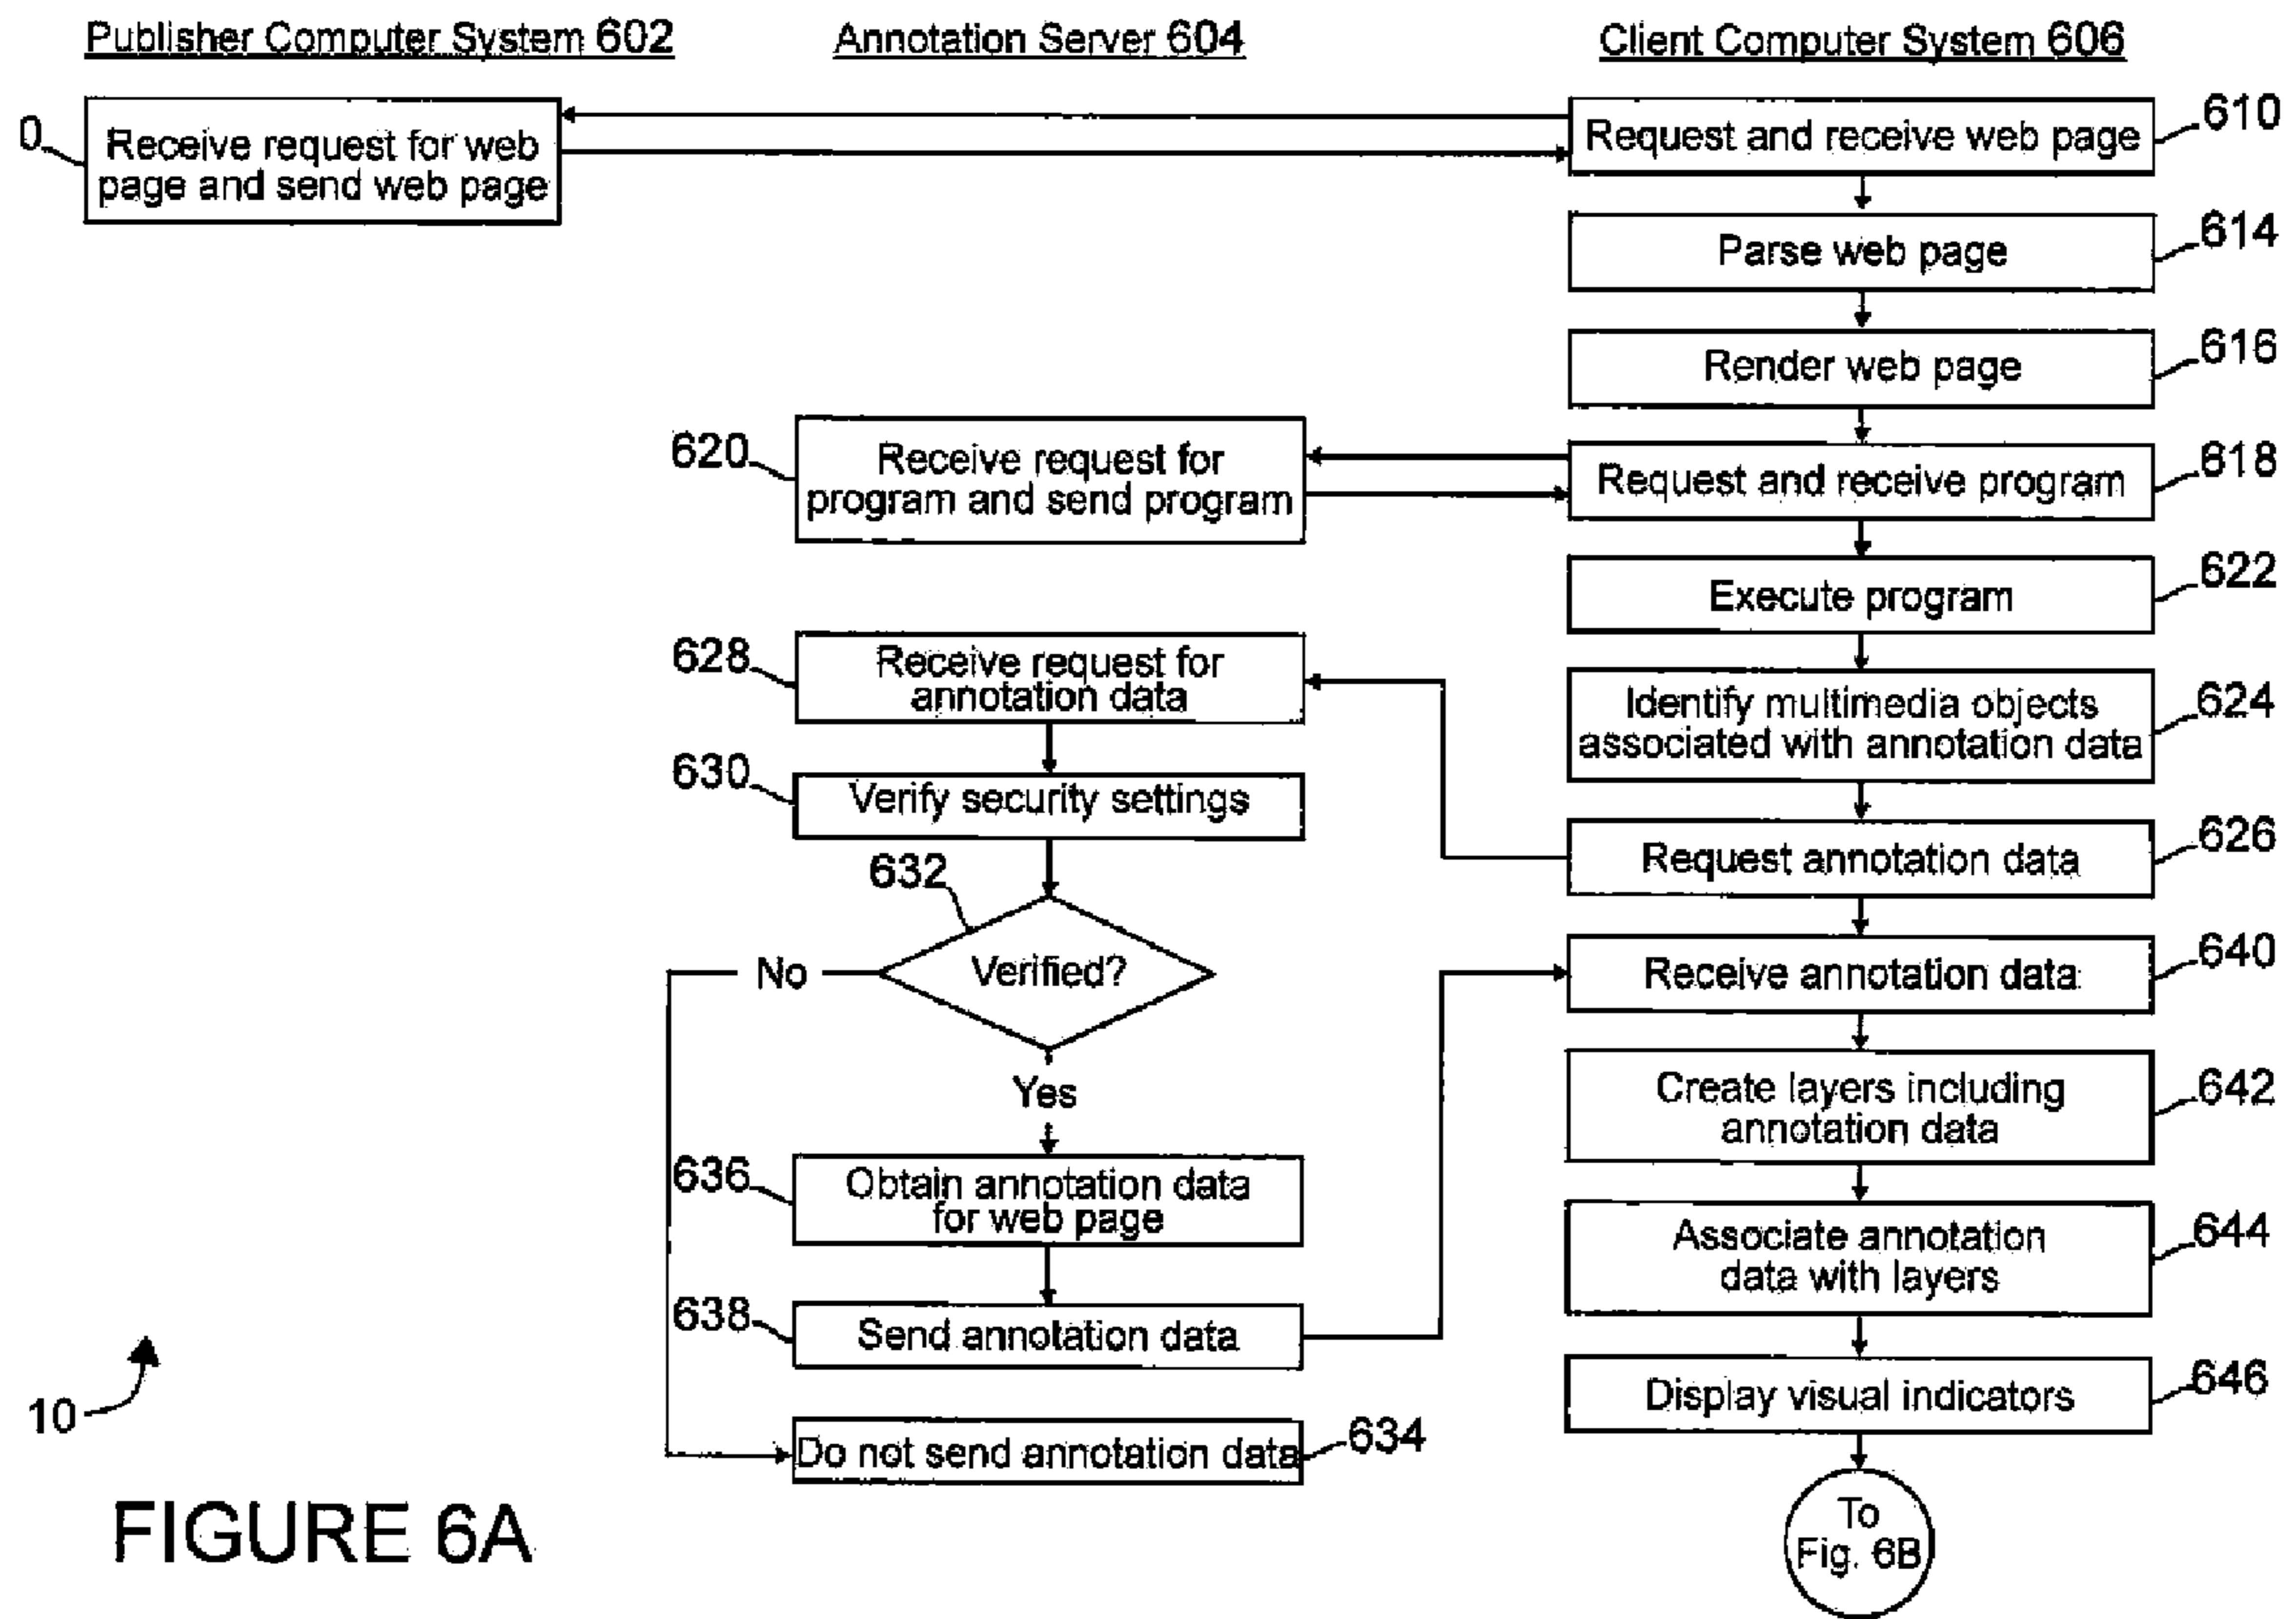 Publisher Computer System 602
Annotation Server 604
Client Computer System 606
0
Receive request for web
page and send web page
Request and receive web page
610
Parse web page
614
Render web page
616
620
Receive request for
program and send program
Request and receive program
618
Execute program
622
628
Receive request for
annotation data
Identify multimedia objects
associated with annotation data
624
630
Verify security settings
Request annotation data
626
632
Verified?
No
Receive annotation data
640
Yes
Create layers including
annotation data
642
636
Obtain annotation data
for web page
Associate annotation
data with layers
644
638
Send annotation data
Display visual indicators
646
10
Do not send annotation data
634
To
Fig. 6B
FIGURE 6A